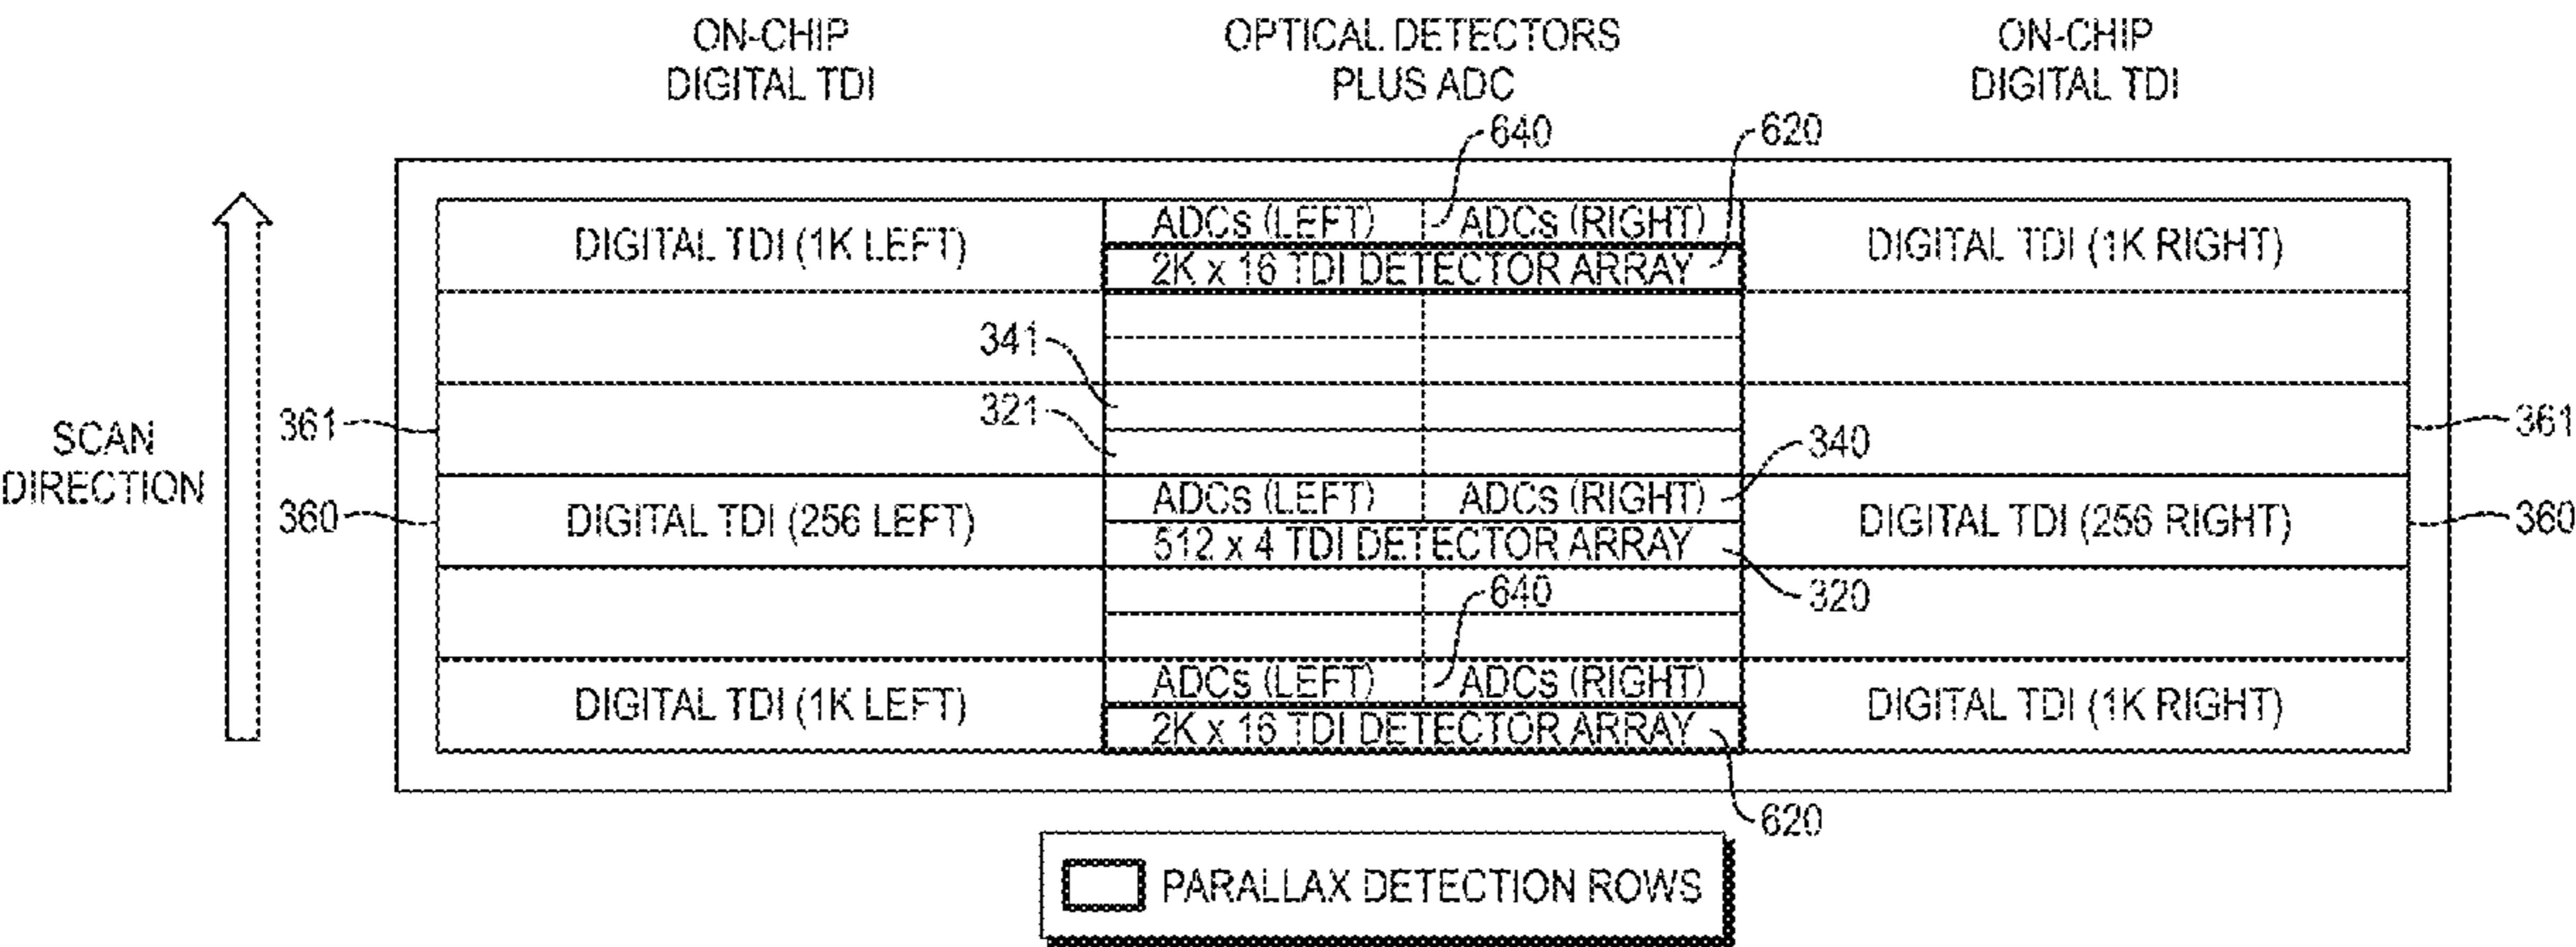 ON-CHIP
DIGITAL TDI
OPTICAL DETECTORS
PLUS ADC
ON-CHIP
DIGITAL TDI
640
620
ADCs (LEFT)
ADCs (RIGHT)
DIGITAL TDI (1K LEFT)
2K x 16 TDI DETECTOR ARRAY
DIGITAL TDI (1K RIGHT)
341
321
361
361
SCAN
DIRECTION
340
ADCs (LEFT)
ADCs (RIGHT)
360
DIGITAL TDI (256 LEFT)
512 x 4 TDI DETECTOR ARRAY
DIGITAL TDI (256 RIGHT)
360
640
320
ADCs (LEFT)
ADCs (RIGHT)
DIGITAL TDI (1K LEFT)
2K x 16 TDI DETECTOR ARRAY
DIGITAL TDI (1K RIGHT)
620
PARALLAX DETECTION ROWS